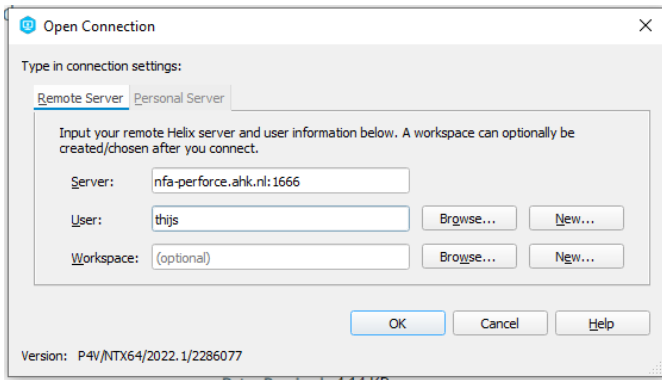 Open Connection
Type in connection settings:
Remote Server Personal Server
Input your remote Helix server and user information below. A workspace can optionally be
created/chosen after you connect.
Server: nfa-perforce.ahk.nl:1666
User: thijs Browse... New...
Workspace: (optional) Browse... New...
OK Cancel Help
Version: P4V/NTX64/2022.1/2286077